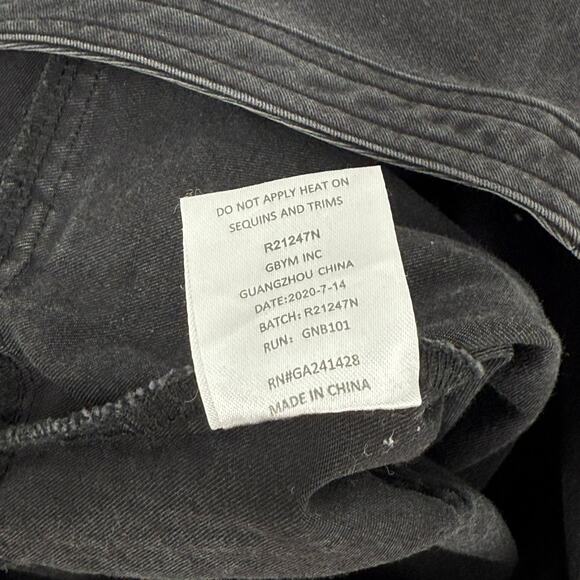 DO NOT APPLY HEAT ON
SEQUINS AND TRIMS
R21247N
GBYM INC
GUANGZHOU CHINA
DATE:2020-7-14
BATCH: R21247N
RUN: GNB101
RN#GA241428
MADE IN CHINA